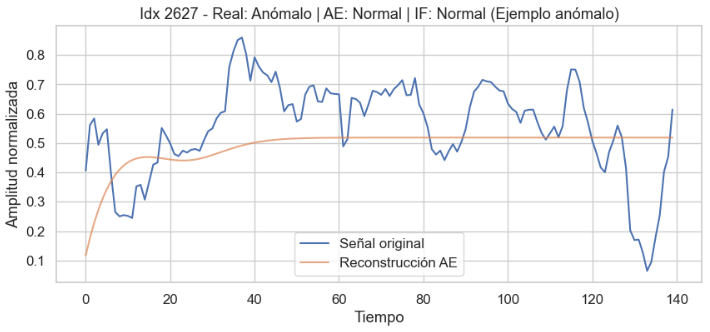 Idx 2627 - Real: Anómalo | AE: Normal | IF: Normal (Ejemplo anómalo)
Amplitud normalizada
0.8
0.7
0.6
0.5
0.4
0.3
0.2
0.1
Señal original
Reconstrucción AE
0 20 40 60 80 100 120 140
Tiempo